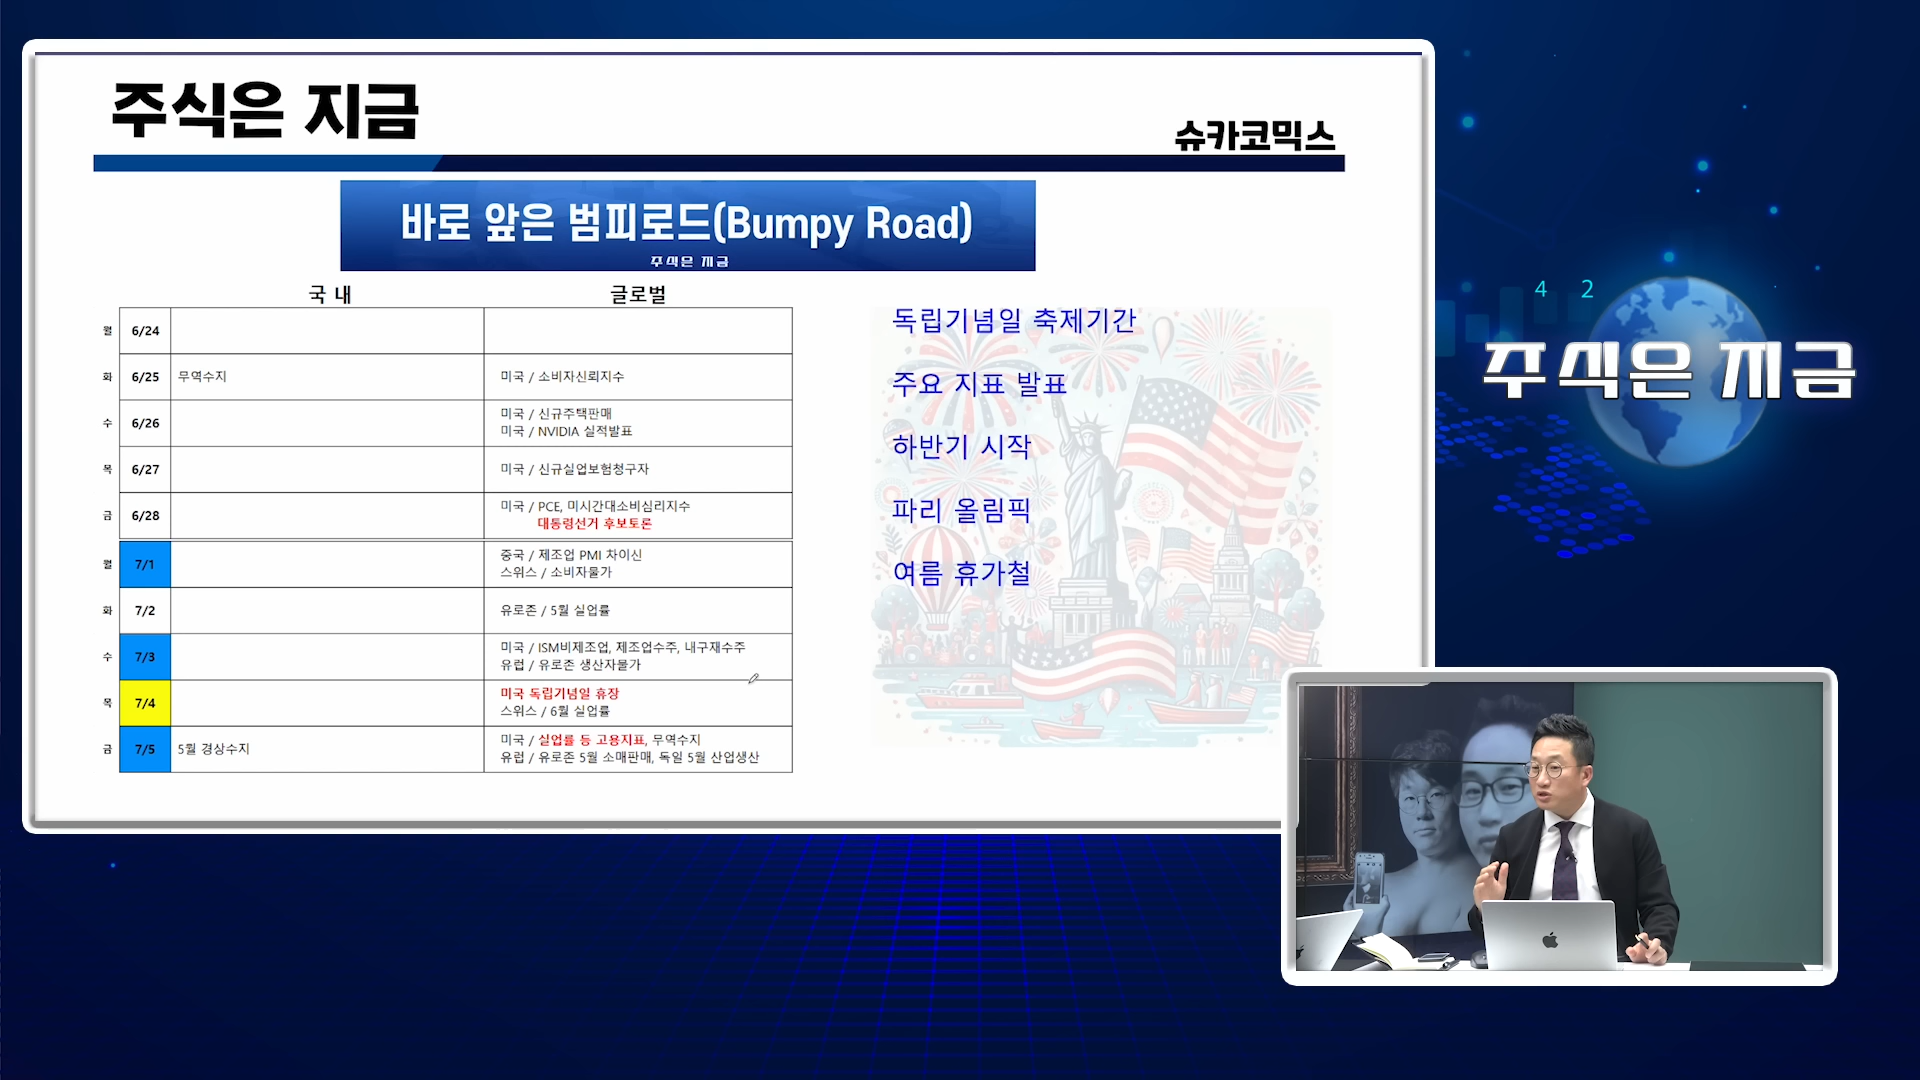 주식은 지금
슈카코믹스
바로 앞은 범피로드(Bumpy Road)
주식은 지금
국 내 글로벌
월 6/24
화 6/25 무역수지 미국 / 소비자신뢰지수
수 6/26 미국 / 신규주택판매
미국 / NVIDIA 실적발표
목 6/27 미국 / 신규실업보험청구자
금 6/28 미국 / PCE, 미시간대소비심리지수
대통령선거 후보토론
월 7/1 중국 / 제조업 PMI 차이신
스위스 / 소비자물가
화 7/2 유로존 / 5월 실업률
수 7/3 미국 / ISM비제조업, 제조업수주, 내구재수주
유럽 / 유로존 생산자물가
목 7/4 미국 독립기념일 휴장
스위스 / 6월 실업률
금 7/5 5월 경상수지 미국 / 실업률 등 고용지표, 무역수지
유럽 / 유로존 5월 소매판매, 독일 5월 산업생산
독립기념일 축제기간
주요 지표 발표
하반기 시작
파리 올림픽
여름 휴가철
4 2
주식은 지금